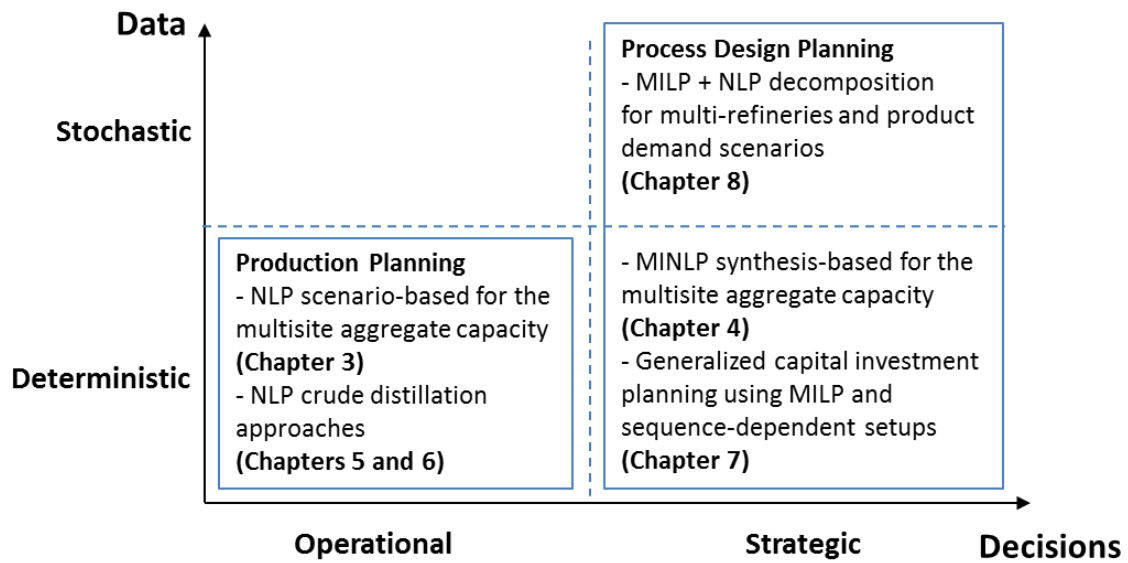 Data
Stochastic
Process Design Planning
- MILP + NLP decomposition
for multi-refineries and product
demand scenarios
(Chapter 8)
Deterministic
Production Planning
- NLP scenario-based for the
multisite aggregate capacity
(Chapter 3)
- NLP crude distillation
approaches
(Chapters 5 and 6)
- MINLP synthesis-based for the
multisite aggregate capacity
(Chapter 4)
- Generalized capital investment
planning using MILP and
sequence-dependent setups
(Chapter 7)
Operational
Strategic
Decisions